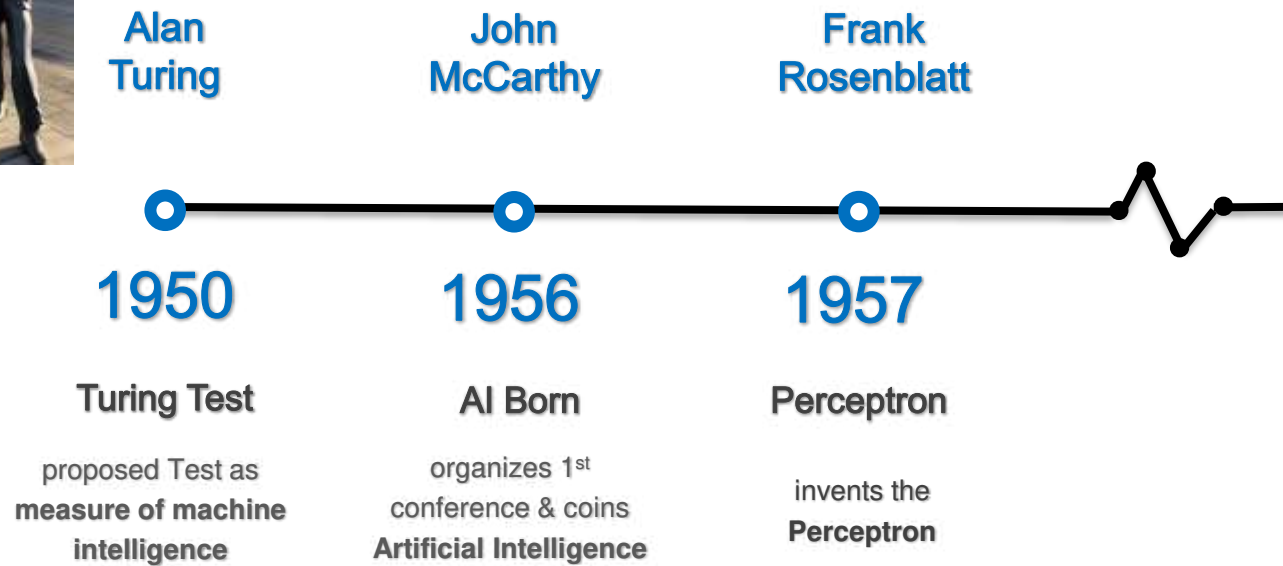 Alan
Turing
John
McCarthy
Frank
Rosenblatt
1950
1956
1957
Turing Test
AI Born
Perceptron
proposed Test as
measure of machine
intelligence
organizes 1st
conference & coins
Artificial Intelligence
invents the
Perceptron